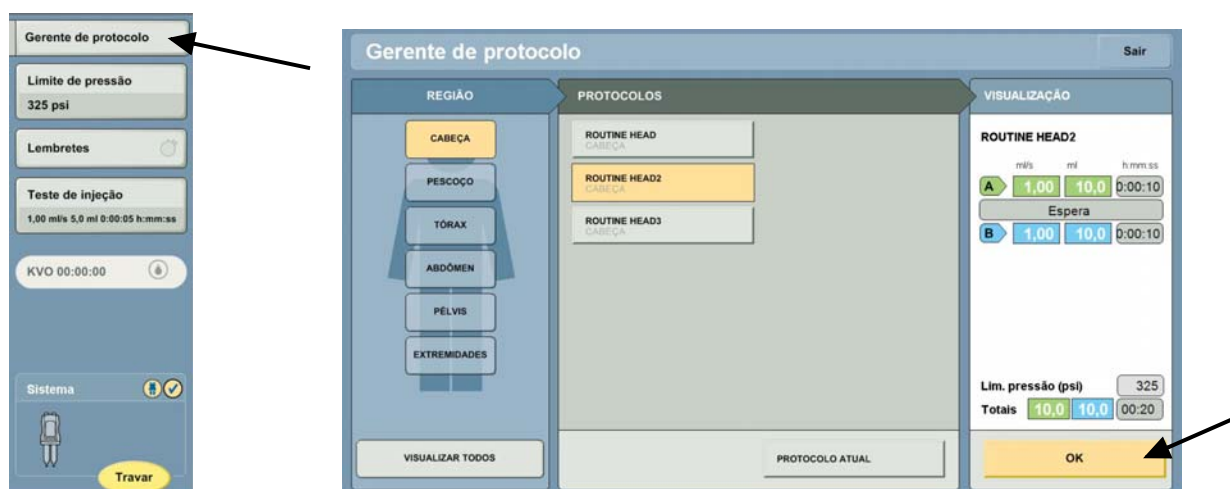 Gerente de protocolo
Limite de pressão
325 psi
Lembretes
Teste de injeção
1,00 ml/s 5,0 ml 0:00:05 h:mm:ss
KVO 00:00:00
Sistema
Travar
Gerente de protocolo
Sair
REGIÃO
CABEÇA
PESCOÇO
TÓRAX
ABDÔMEN
PÉLVIS
EXTREMIDADES
VISUALIZAR TODOS
PROTOCOLOS
ROUTINE HEAD
CABEÇA
ROUTINE HEAD2
CABEÇA
ROUTINE HEAD3
CABEÇA
PROTOCOLO ATUAL
VISUALIZAÇÃO
ROUTINE HEAD2
ml/s ml h:mm:ss
A 1,00 10,0 0:00:10
Espera
B 1,00 10,0 0:00:10
Lim. pressão (psi) 325
Totais 10,0 10,0 00:20
OK